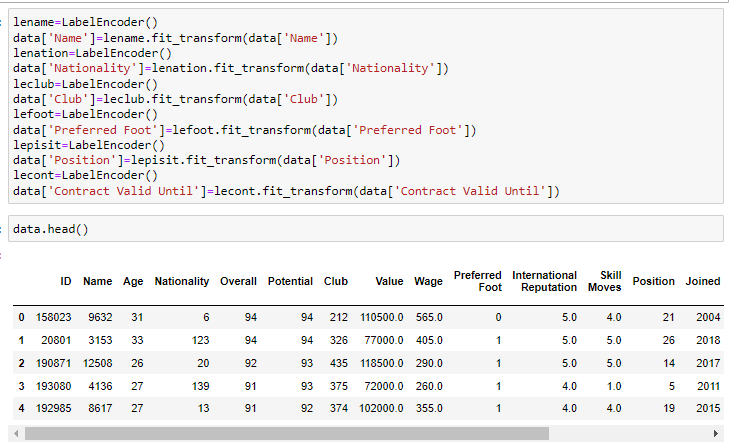 lename=LabelEncoder()
data['Name']=lename.fit_transform(data['Name'])
lenation=LabelEncoder()
data['Nationality']=lenation.fit_transform(data['Nationality'])
leclub=LabelEncoder()
data['Club']=leclub.fit_transform(data['Club'])
lefoot=LabelEncoder()
data['Preferred Foot']=lefoot.fit_transform(data['Preferred Foot'])
lepisit=LabelEncoder()
data['Position']=lepisit.fit_transform(data['Position'])
lecont=LabelEncoder()
data['Contract Valid Until']=lecont.fit_transform(data['Contract Valid Until'])
data.head()
ID Name Age Nationality Overall Potential Club Value Wage Preferred Foot International Reputation Skill Moves Position Joined
0 158023 9632 31 6 94 94 212 110500.0 565.0 0 5.0 4.0 21 2004
1 20801 3153 33 123 94 94 326 77000.0 405.0 1 5.0 5.0 26 2018
2 190871 12508 26 20 92 93 435 118500.0 290.0 1 5.0 5.0 14 2017
3 193080 4136 27 139 91 93 375 72000.0 260.0 1 4.0 1.0 5 2011
4 192985 8617 27 13 91 92 374 102000.0 355.0 1 4.0 4.0 19 2015